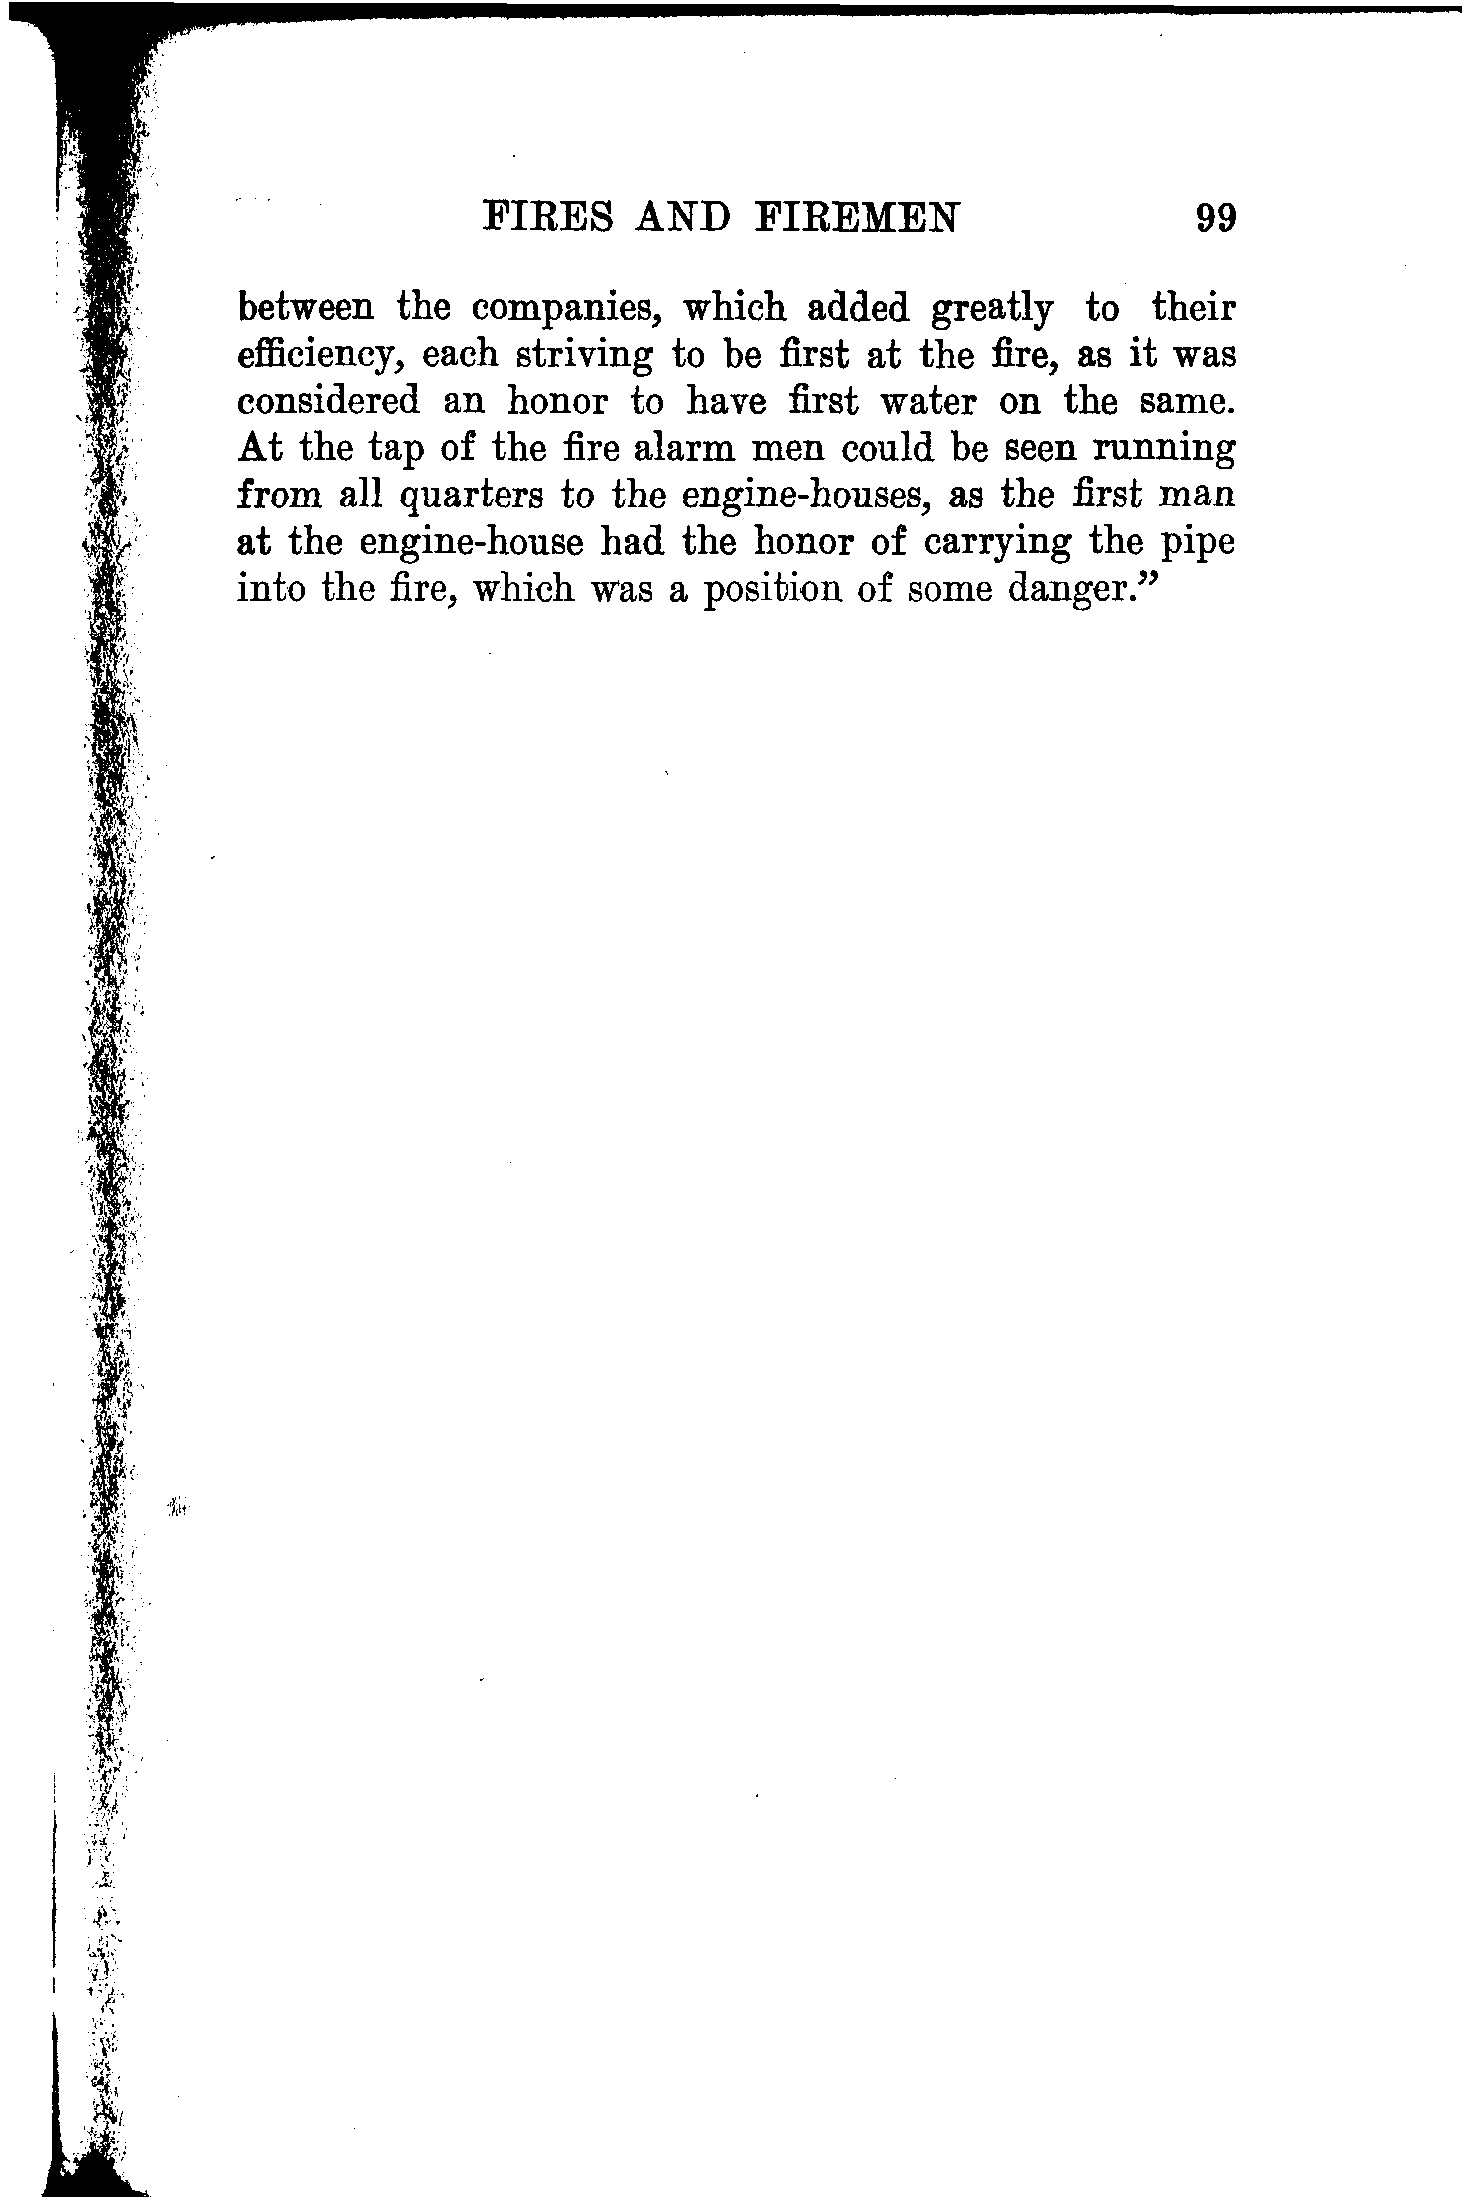 FIRES AND FIREMEN 99
between the companies, which added greatly to their
efficiency, each striving to be first at the fire, as it was
considered an honor to have first water on the same.
At the tap of the fire alarm men could be seen running
from all quarters to the engine-houses, as the first man
at the engine-house had the honor of carrying the pipe
into the fire, which was a position of some danger.”